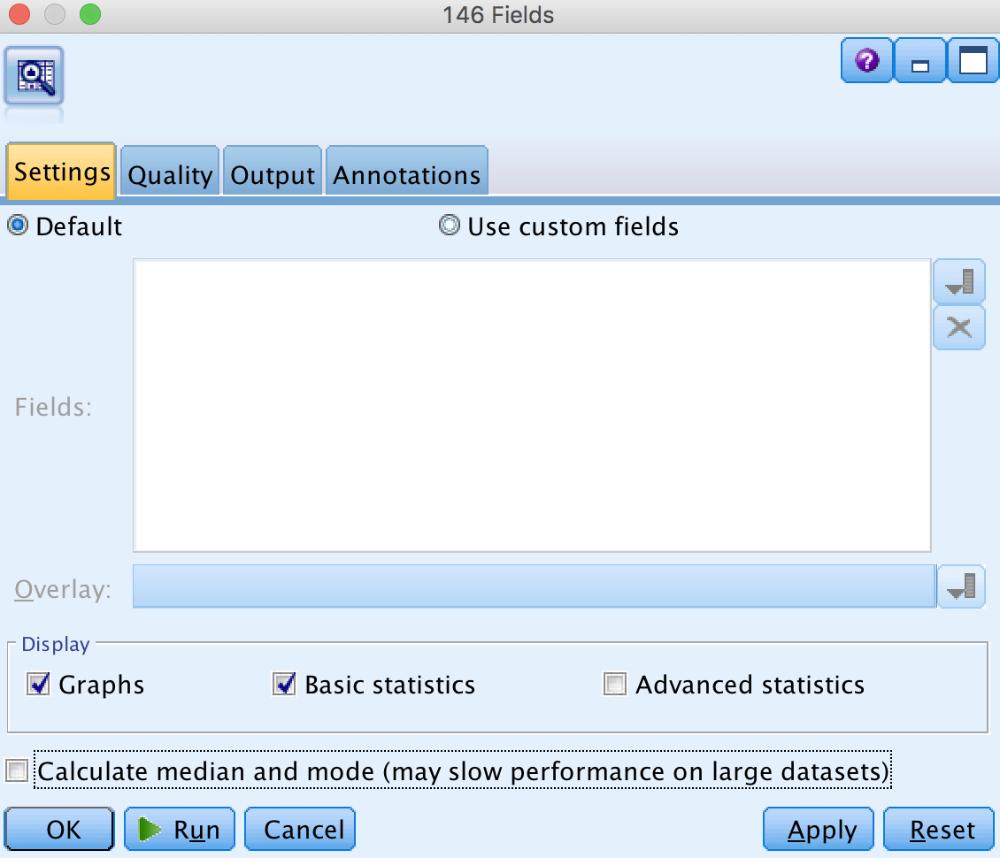 146 Fields
?
Settings Quality Output Annotations
Default Use custom fields
Fields:
Overlay:
Display
Graphs Basic statistics Advanced statistics
Calculate median and mode (may slow performance on large datasets)
OK Run Cancel Apply Reset